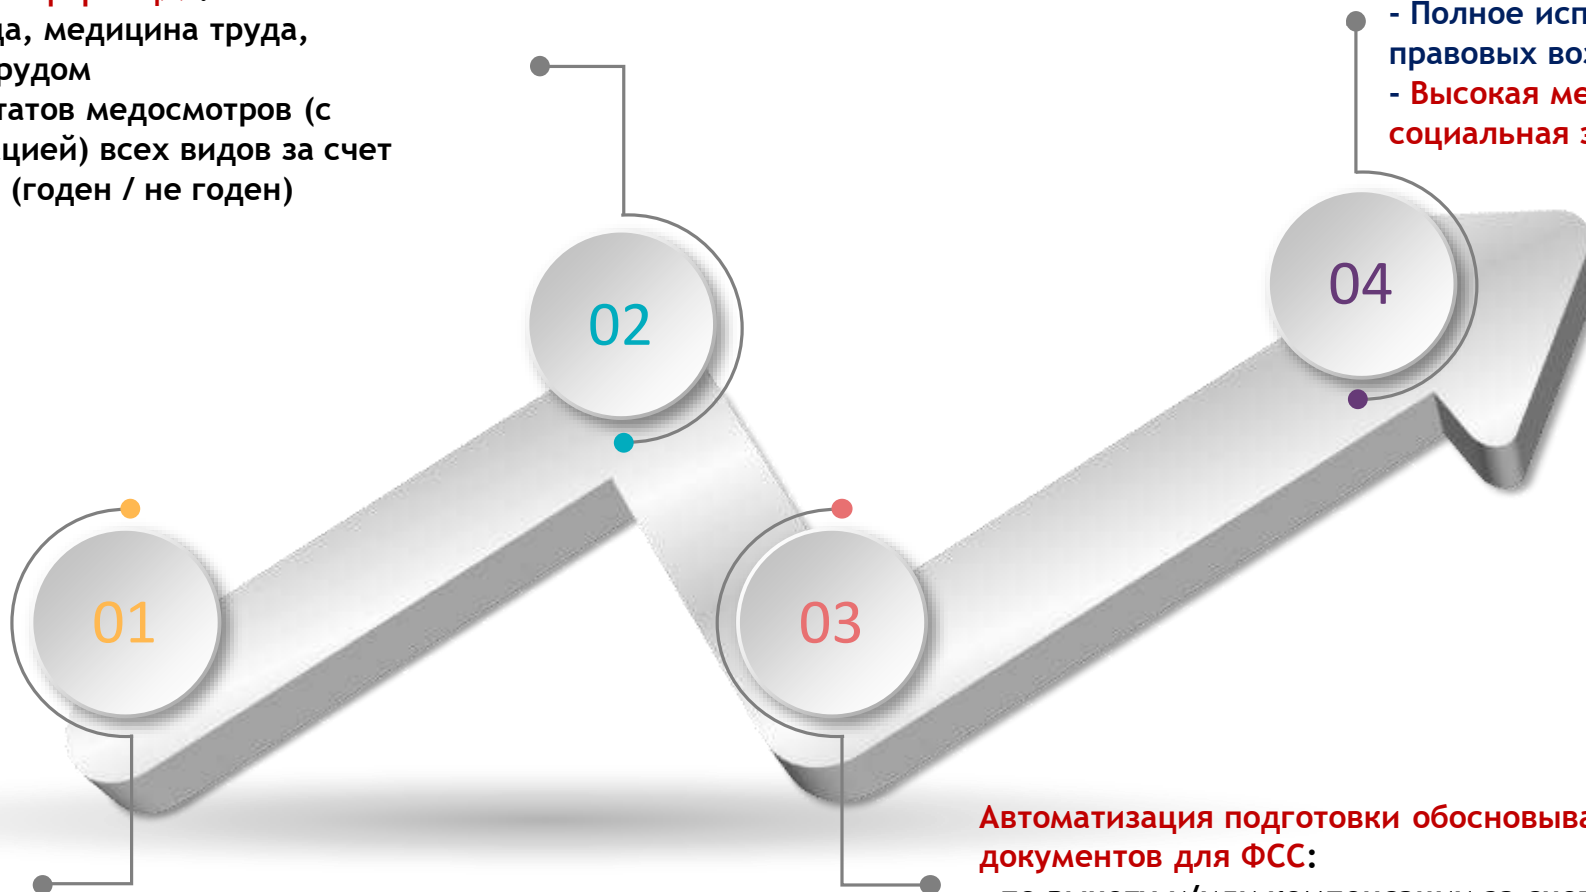 да, медицина труда,
рудом
татов медосмотров (с
цией) всех видов за счет
(годен / не годен)
- Полное исп
правовых воз
- Высокая ме
социальная з
02
04
01
03
Автоматизация подготовки обосновыва
документов для ФСС: